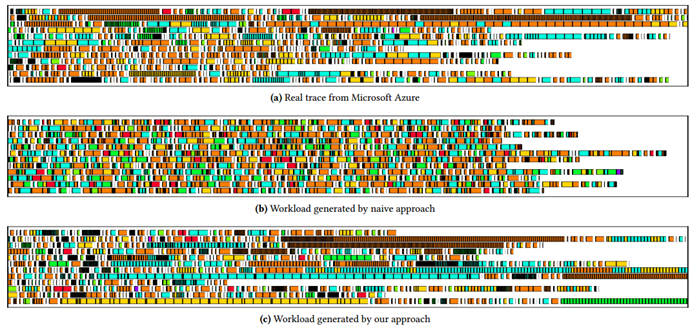 (a) Real trace from Microsoft Azure
(b) Workload generated by naive approach
(c) Workload generated by our approach